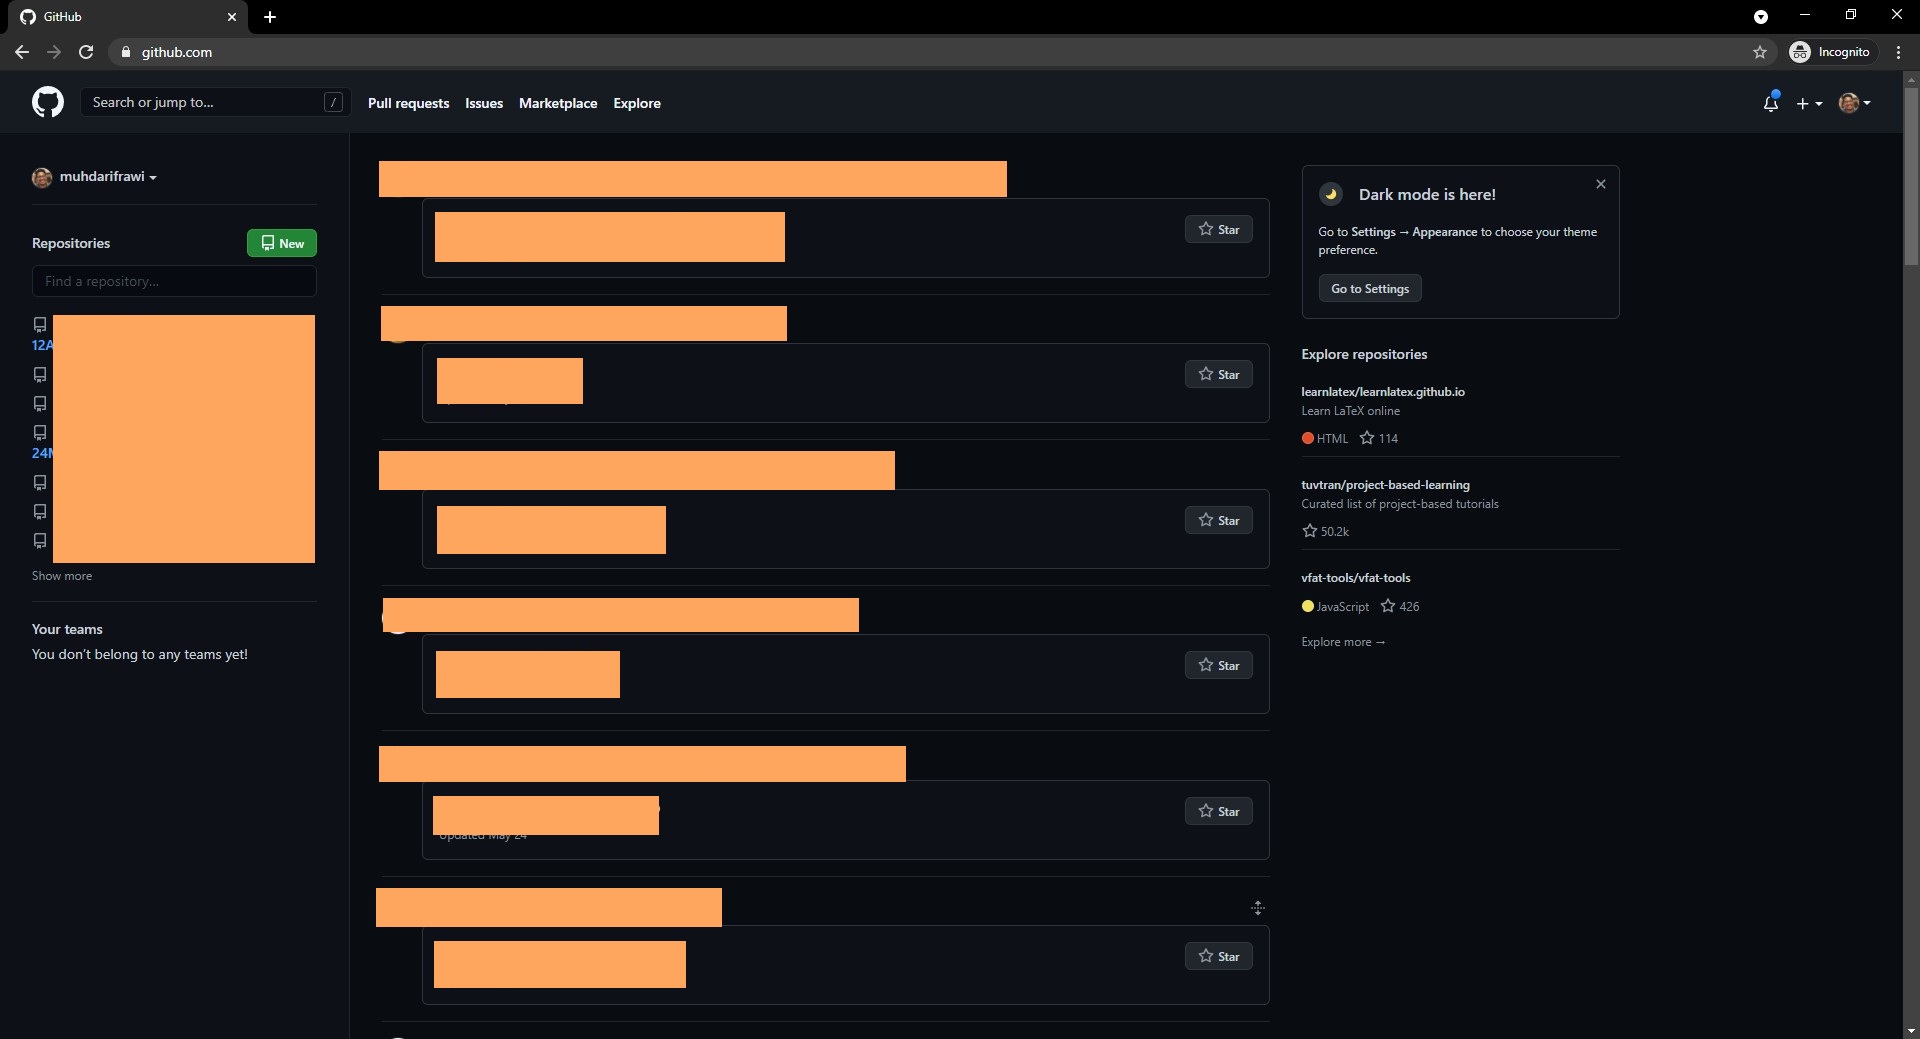 GitHub
github.com
Incognito
Search or jump to... /
Pull requests Issues Marketplace Explore
muhdarifrawi
Repositories
New
Find a repository...
12A
Show more
Your teams
You don't belong to any teams yet!
Star
Star
Star
Star
Star
Updated May 24
Star
Dark mode is here!
Go to Settings → Appearance to choose your theme
preference.
Go to Settings
Explore repositories
learnlatex/learnlatex.github.io
Learn LaTeX online
HTML 114
tuvtran/project-based-learning
Curated list of project-based tutorials
50.2k
vfat-tools/vfat-tools
JavaScript 426
Explore more →